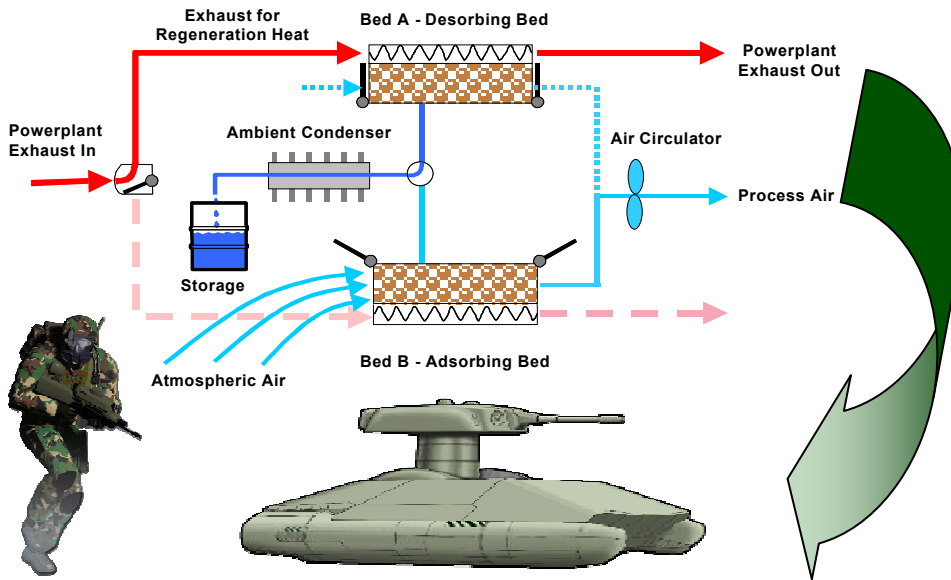 Exhaust for
Regeneration Heat
Bed A - Desorbing Bed
Powerplant
Exhaust Out
Powerplant
Exhaust In
Ambient Condenser
Air Circulator
Process Air
Storage
Atmospheric Air
Bed B - Adsorbing Bed